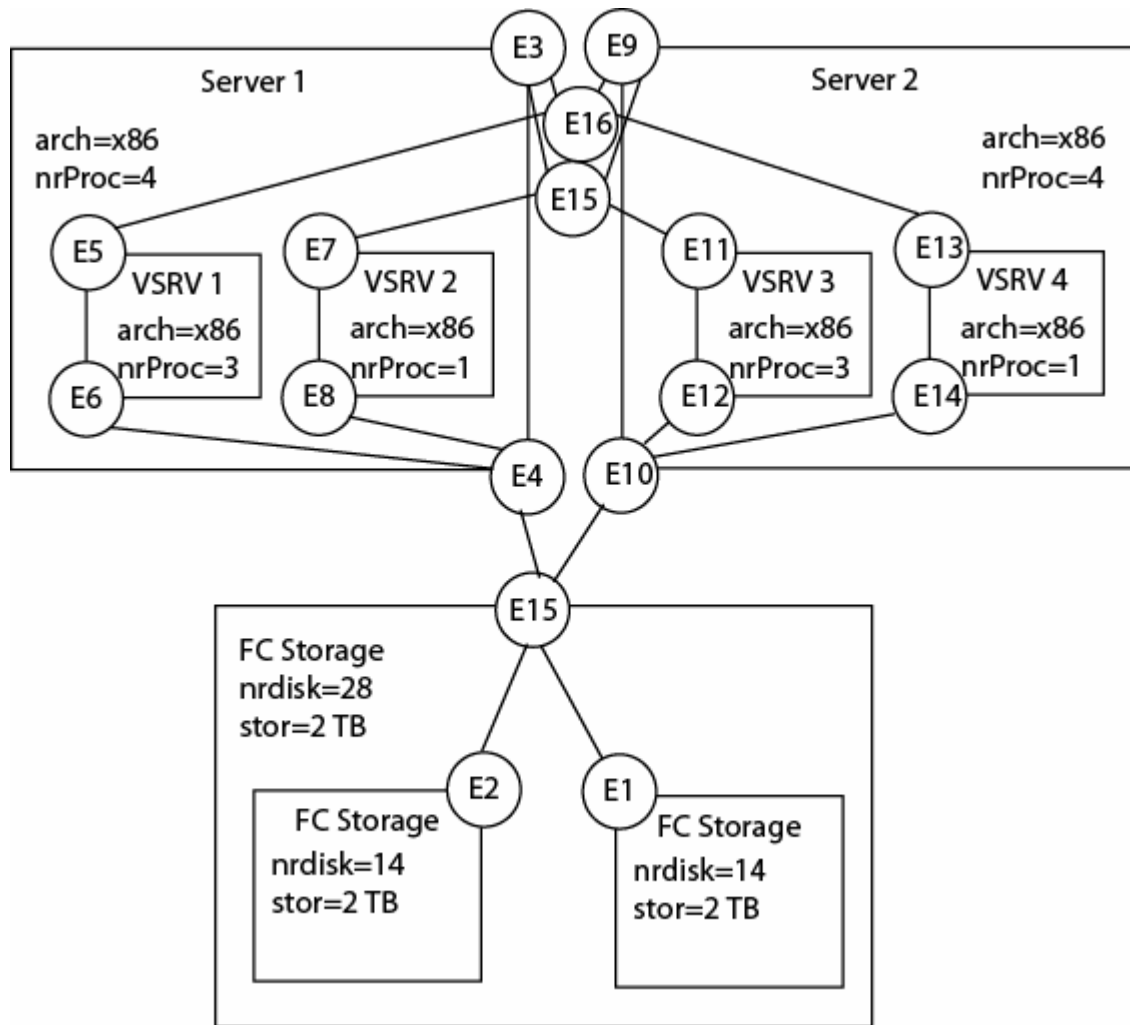 E3
E9
Server 1
Server 2
E16
arch=x86
nrProc=4
arch=x86
nrProc=4
E15
E5
E7
E11
E13
VSRV 1
arch=x86
nrProc=3
VSRV 2
arch=x86
nrProc=1
VSRV 3
arch=x86
nrProc=3
VSRV 4
arch=x86
nrProc=1
E6
E8
E12
E14
E4
E10
E15
FC Storage
nrdisk=28
stor=2 TB
E2
E1
FC Storage
nrdisk=14
stor=2 TB
FC Storage
nrdisk=14
stor=2 TB